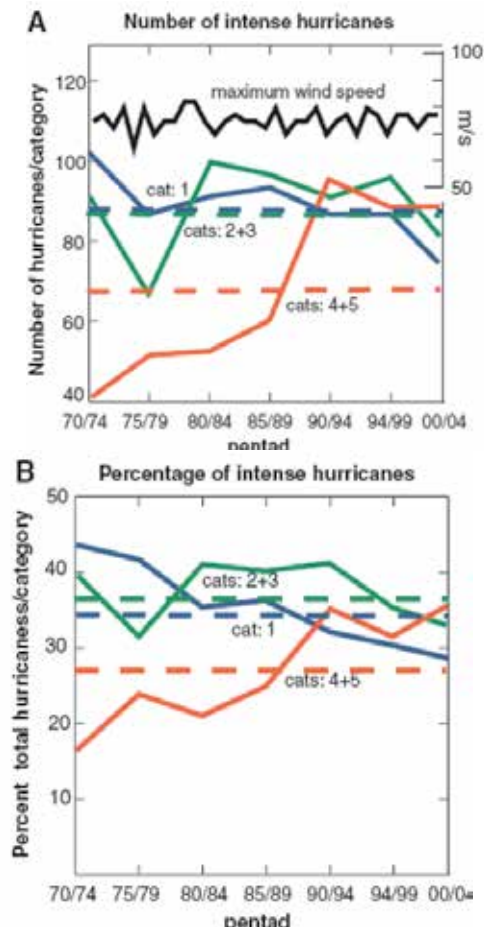 A
Number of intense hurricanes
Number of hurricanes/category
120
100
80
60
40
100
50
m/s
maximum wind speed
cat: 1
cats: 2+3
cats: 4+5
70/74 75/79 80/84 85/89 90/94 94/99 00/04
pentad
B
Percentage of intense hurricanes
Percent total hurricaness/category
50
40
30
20
10
cats: 2+3
cat: 1
cats: 4+5
70/74 75/79 80/84 85/89 90/94 94/99 00/04
pentad